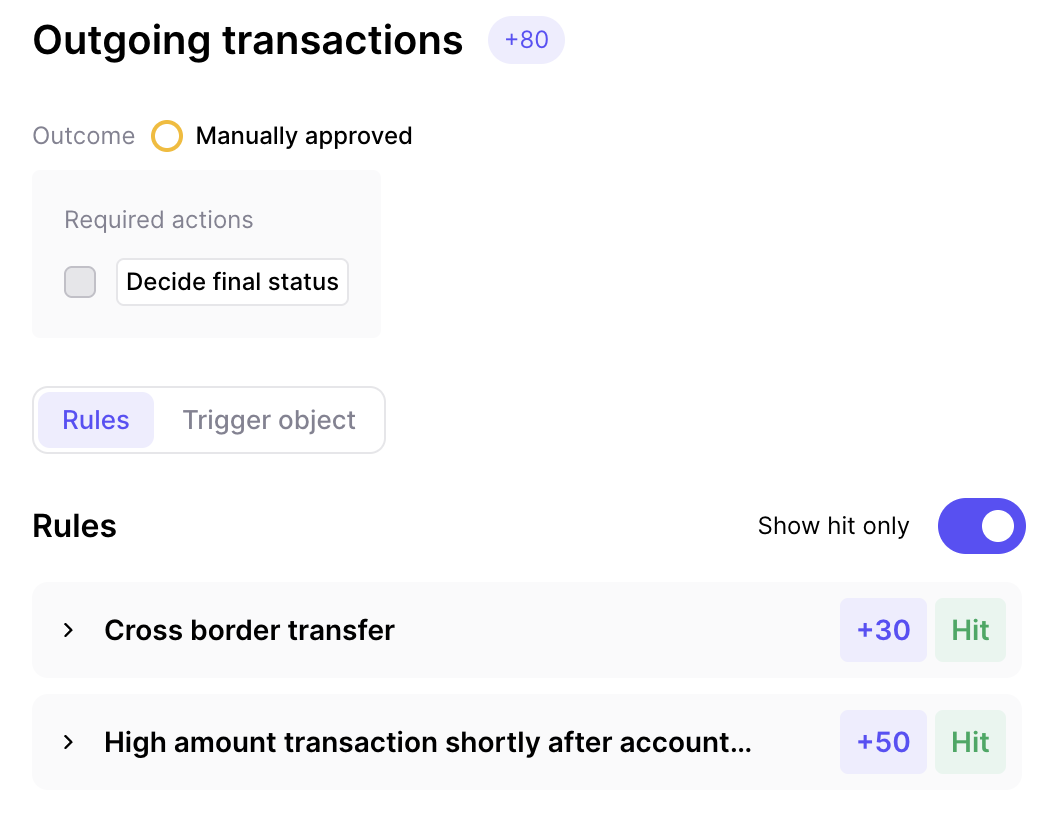 Outgoing transactions +80
Outcome Manually approved
Required actions
Decide final status
Rules Trigger object
Rules Show hit only
Cross border transfer +30 Hit
High amount transaction shortly after account... +50 Hit